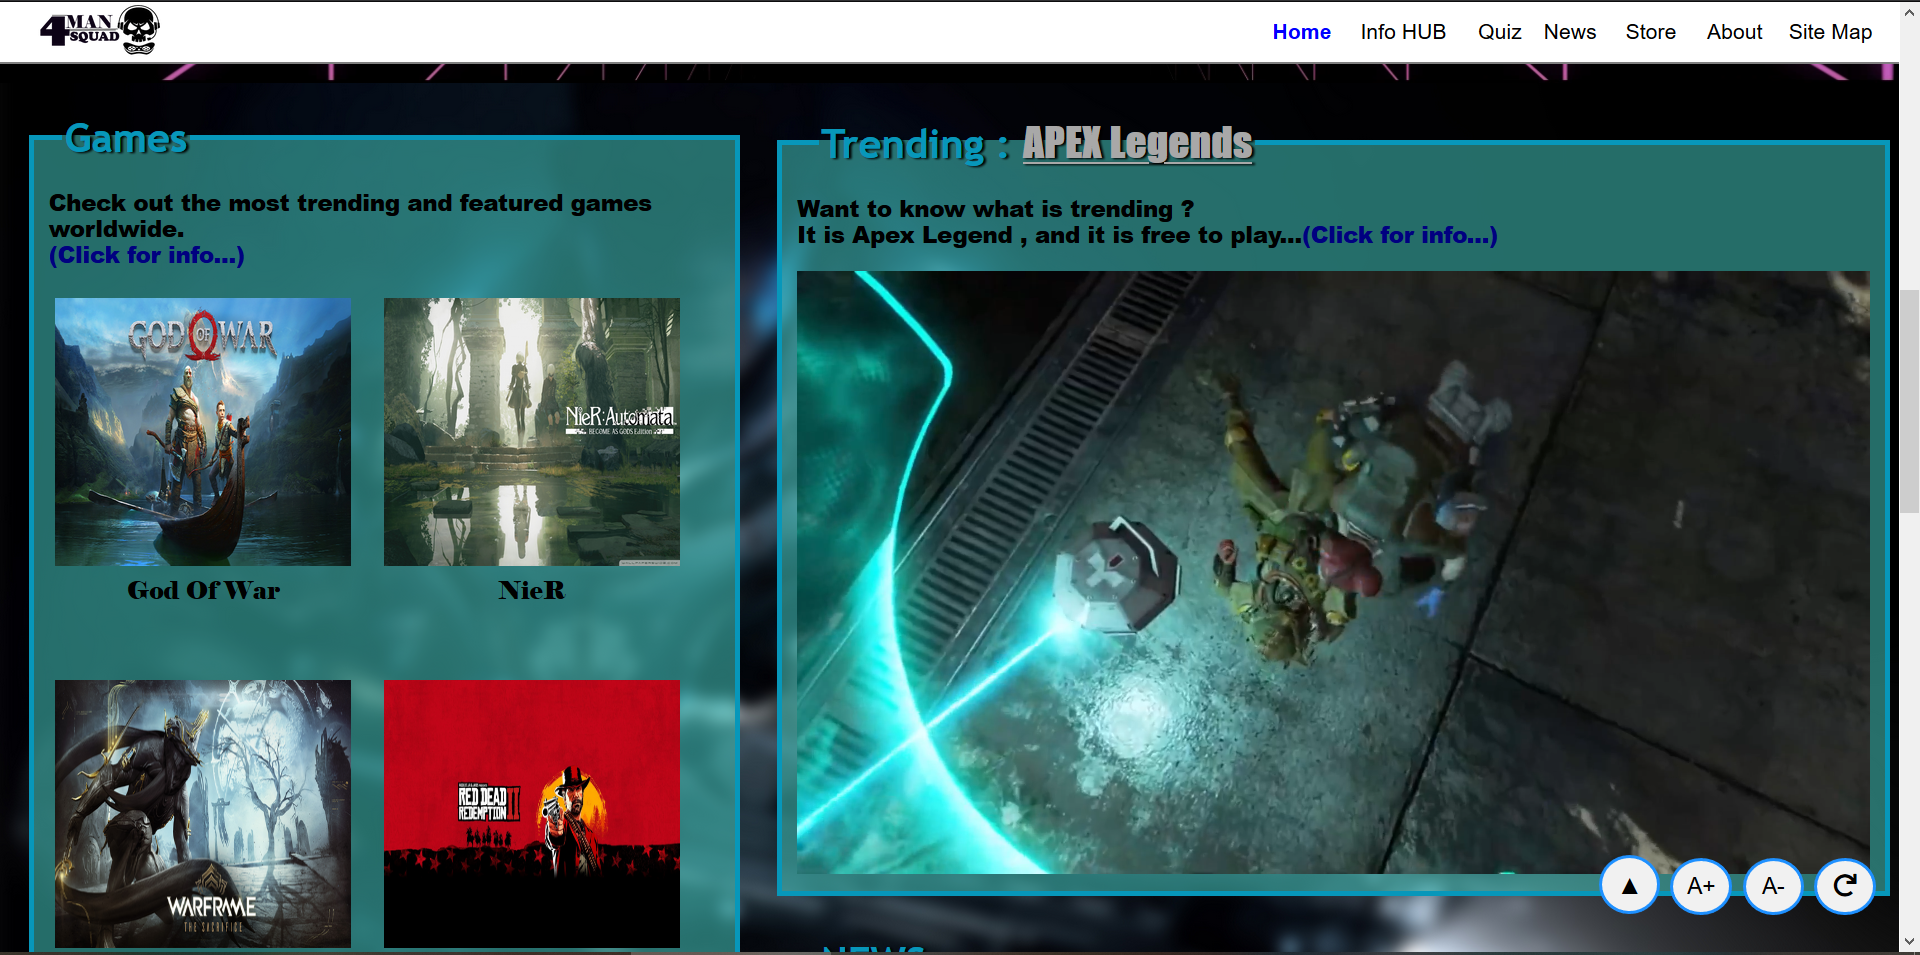 4 MAN
SQUAD
Home Info HUB Quiz News Store About Site Map
Games
Check out the most trending and featured games
worldwide.
(Click for info...)
GOD OF WAR
NieR:Automata
BECOME AS GODS Edition
God Of War
NieR
WARFRAME
THE SACRIFICE
RED DEAD
REDEMPTION II
Trending : APEX Legends
Want to know what is trending ?
It is Apex Legend , and it is free to play...(Click for info...)
▲ A+ A-
NEWS